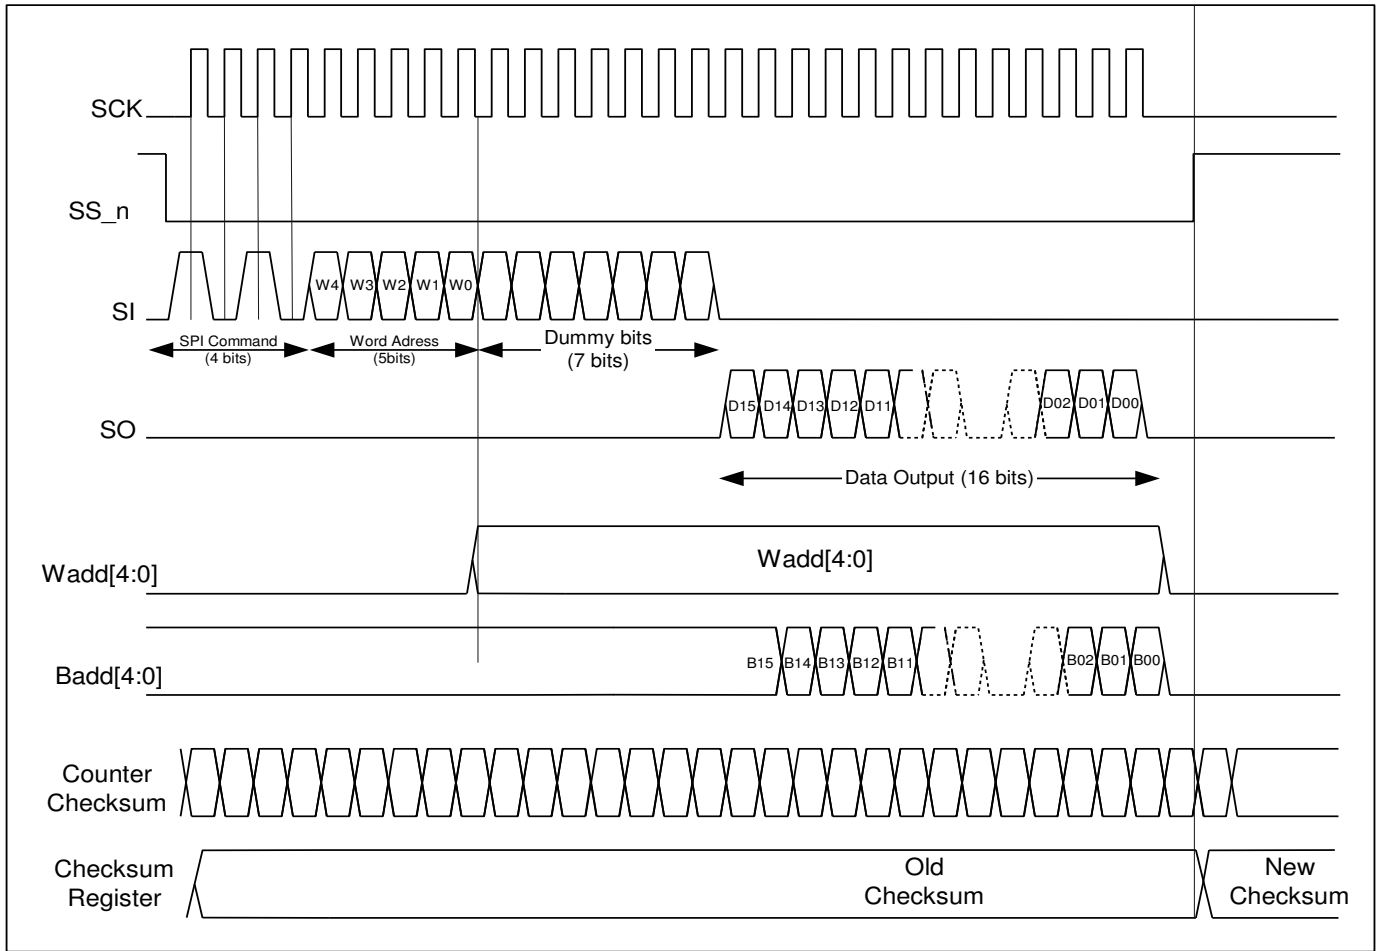 SCK
SS_n
SI
W4 W3 W2 W1 W0
SPI Command
(4 bits)
Word Adress
(5bits)
Dummy bits
(7 bits)
SO
D15 D14 D13 D12 D11 D02 D01 D00
Data Output (16 bits)
Wadd[4:0]
Wadd[4:0]
Badd[4:0]
B15 B14 B13 B12 B11 B02 B01 B00
Counter
Checksum
Checksum
Register
Old
Checksum
New
Checksum